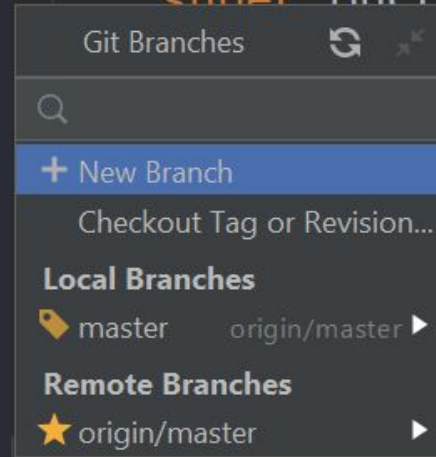 Git Branches
+ New Branch
Checkout Tag or Revision...
Local Branches
master origin/master
Remote Branches
origin/master